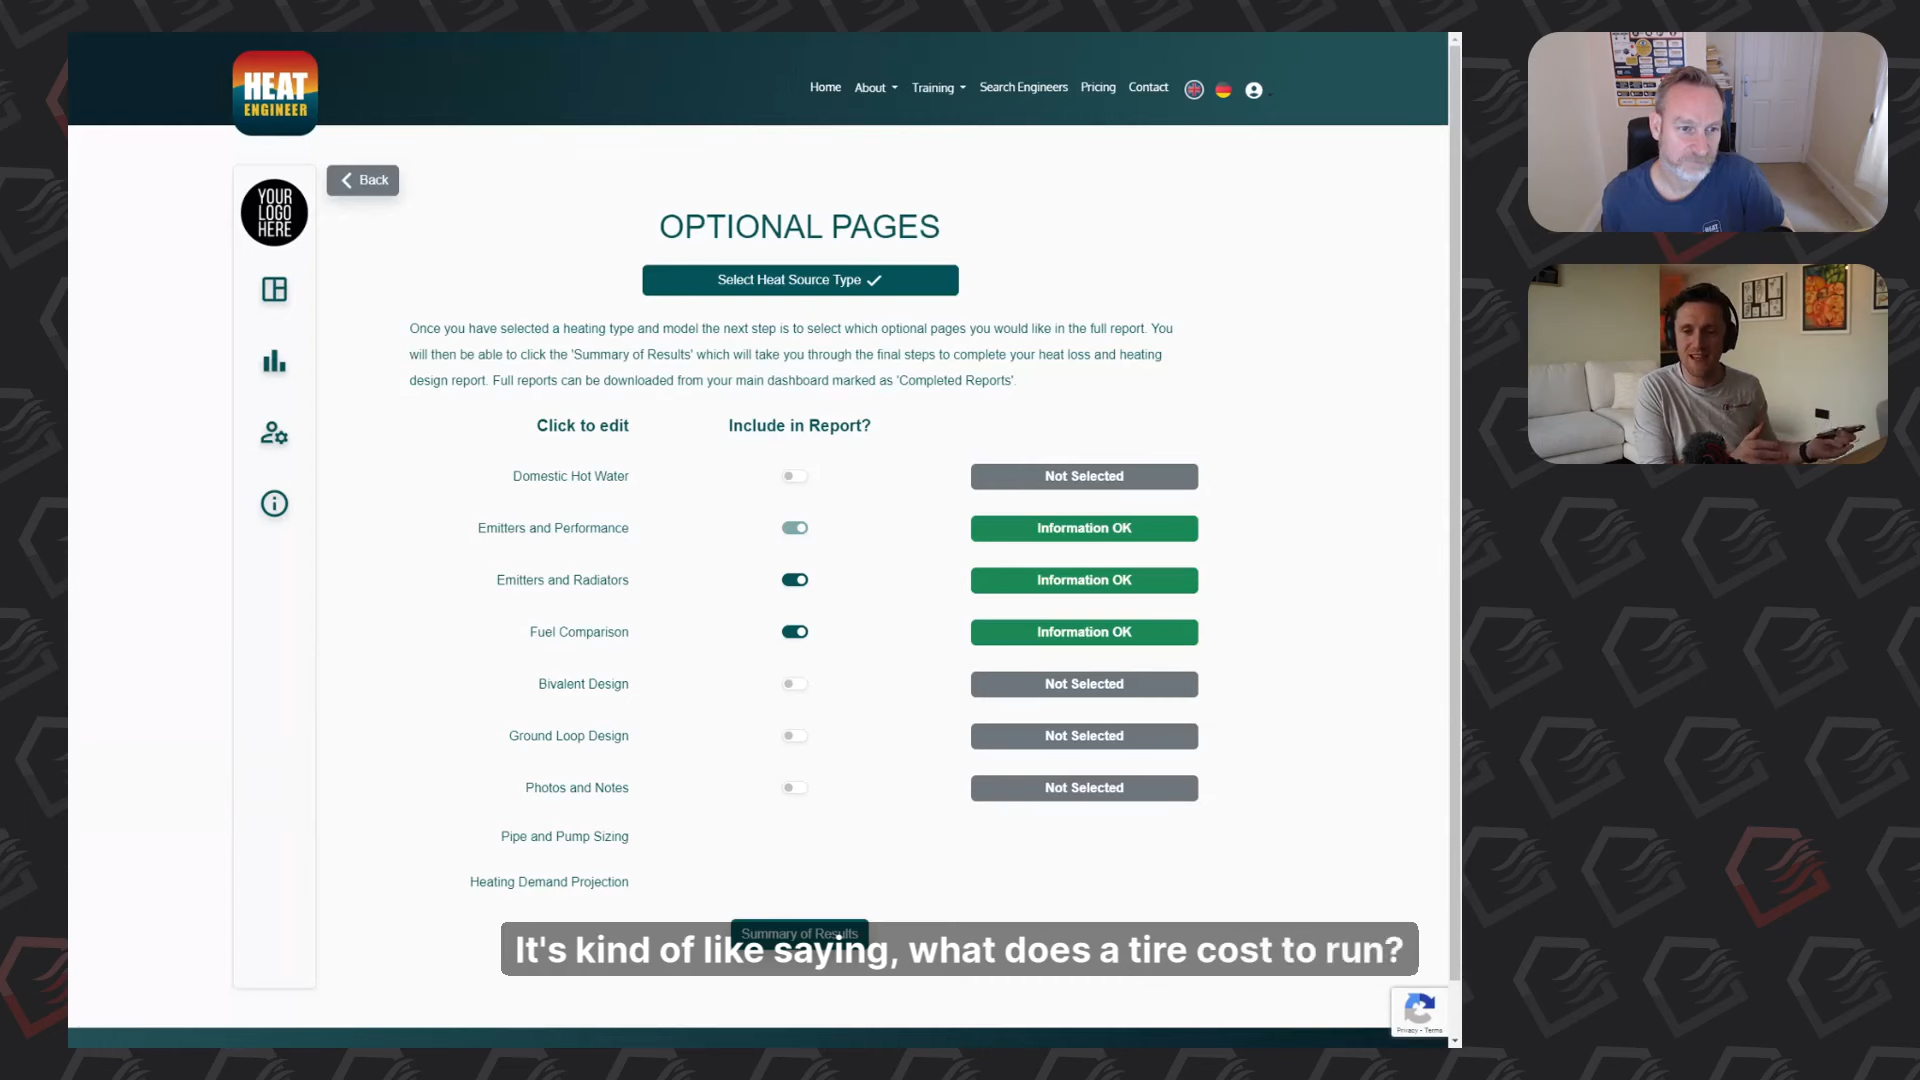 HEAT
ENGINEER
Home About Training Search Engineers Pricing Contact
YOUR
LOGO
HERE
Back
OPTIONAL PAGES
Select Heat Source Type
Once you have selected a heating type and model the next step is to select which optional pages you would like in the full report. You
will then be able to click the 'Summary of Results' which will take you through the final steps to complete your heat loss and heating
design report. Full reports can be downloaded from your main dashboard marked as 'Completed Reports'.
Click to edit Include in Report?
Domestic Hot Water Not Selected
Emitters and Performance Information OK
Emitters and Radiators Information OK
Fuel Comparison Information OK
Bivalent Design Not Selected
Ground Loop Design Not Selected
Photos and Notes Not Selected
Pipe and Pump Sizing
Heating Demand Projection
Summary of Results
It's kind of like saying, what does a tire cost to run?
Privacy - Terms